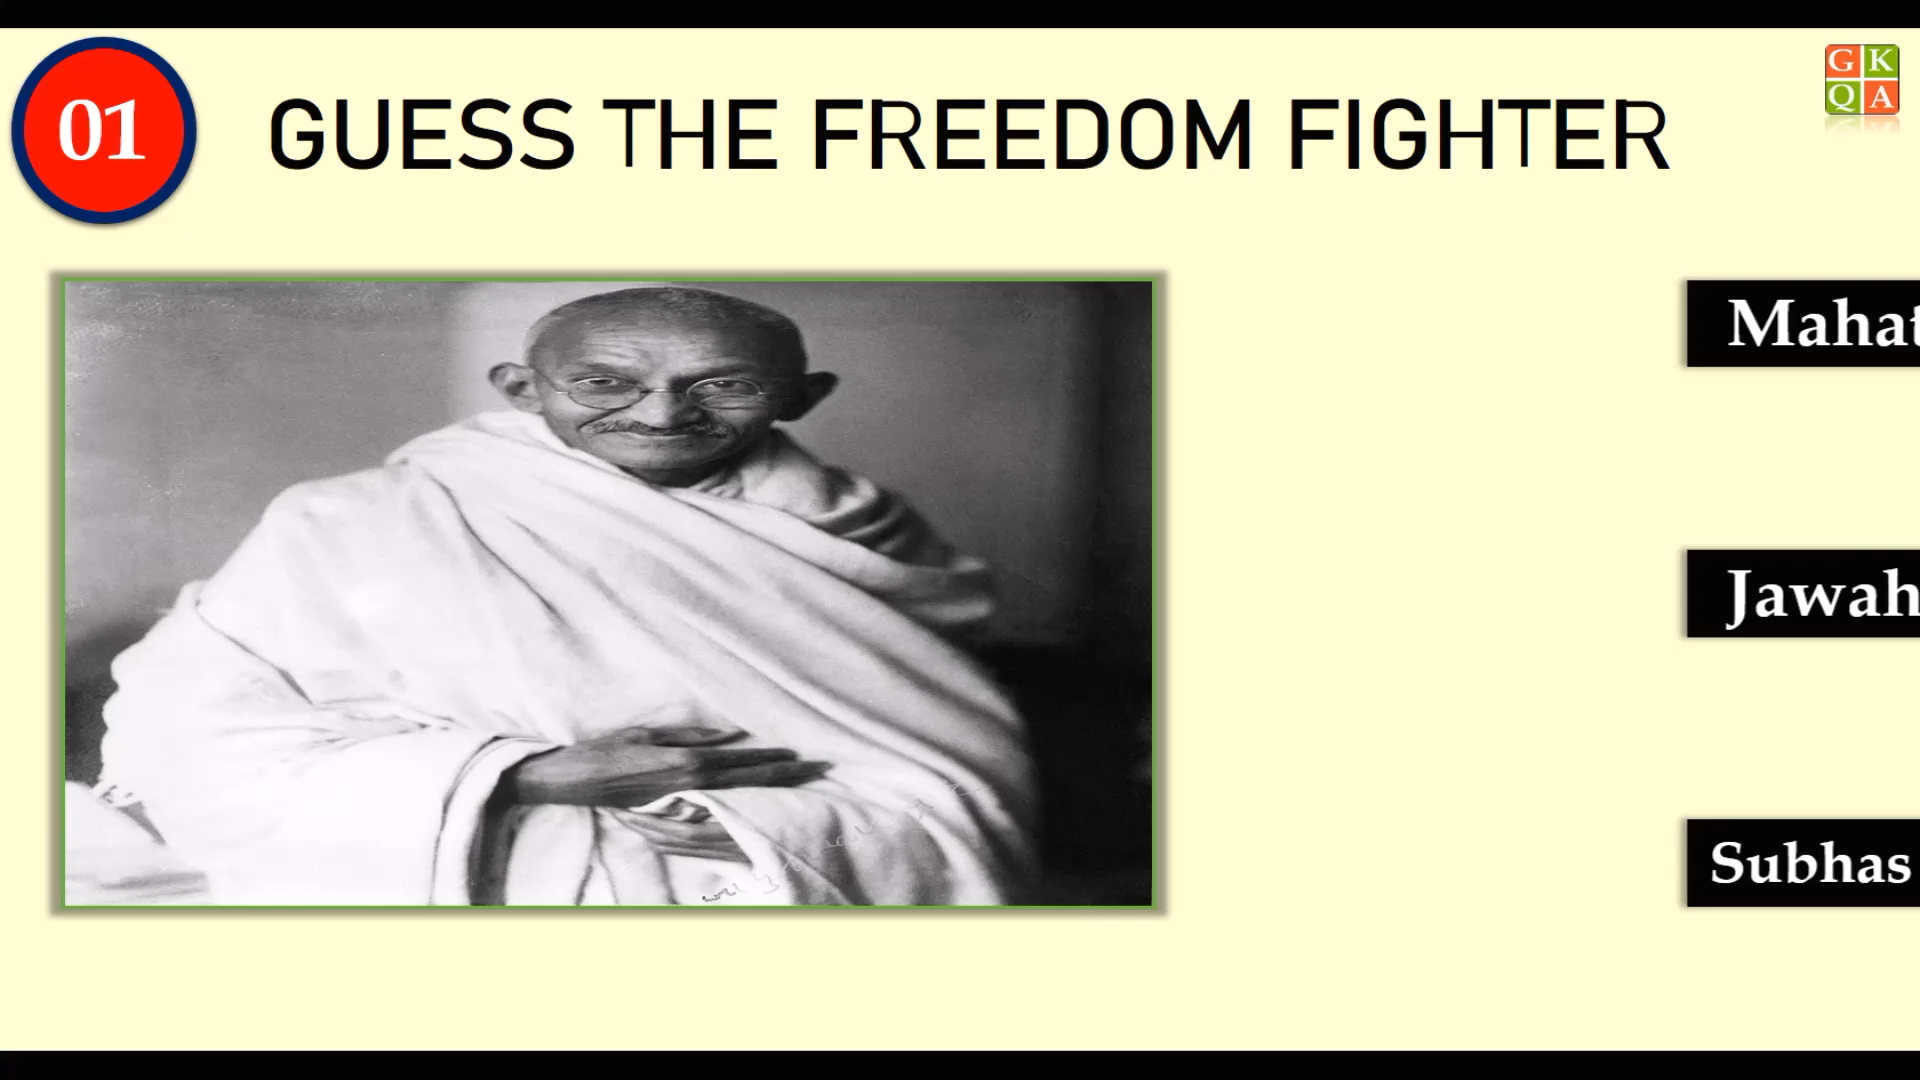 01
GUESS THE FREEDOM FIGHTER
G K
Q A
Mahat
Jawah
Subhas